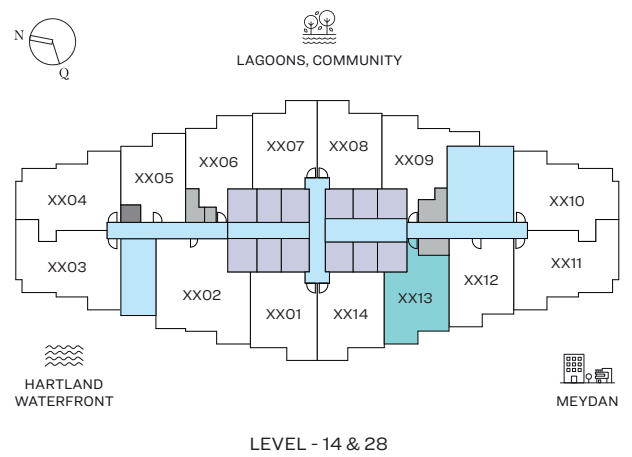 N
Q
LAGOONS, COMMUNITY
XX07
XX08
XX06
XX09
XX05
XX04
XX10
XX03
XX11
XX02
XX12
XX13
XX01
XX14
HARTLAND
WATERFRONT
MEYDAN
LEVEL - 14 & 28